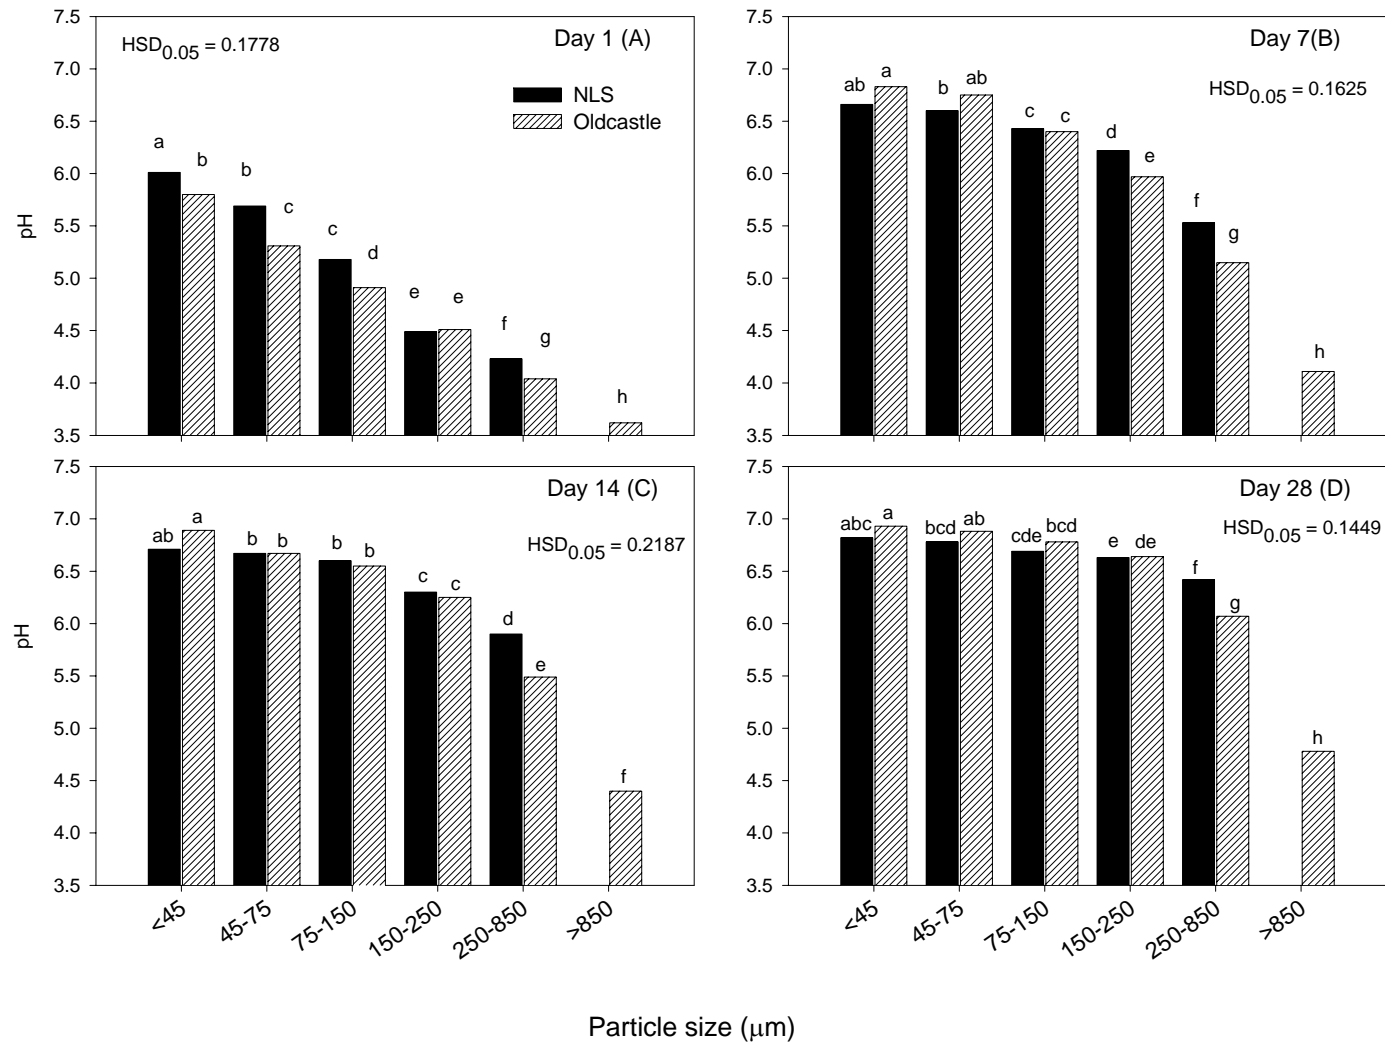 7.5
Day 1 (A)
HSD0.05 = 0.1778
7.0
NLS
6.5
Oldcastle
a
b
b
6.0
c
5.5
c
d
pH
5.0
e
e
4.5
f
g
4.0
h
3.5
7.5
Day 7(B)
7.0
ab
a
b
ab
HSD0.05 = 0.1625
6.5
c
c
d
6.0
e
f
5.5
g
5.0
4.5
h
4.0
3.5
7.5
Day 14 (C)
7.0
ab
a
b
b
b
b
HSD0.05 = 0.2187
6.5
c
c
6.0
d
pH
5.5
e
5.0
4.5
f
4.0
3.5
<45
45-75
75-150
150-250
250-850
>850
7.5
Day 28 (D)
7.0
abc
a
bcd
ab
cde
bcd
e
de
HSD0.05 = 0.1449
6.5
f
6.0
g
5.5
5.0
h
4.5
4.0
3.5
<45
45-75
75-150
150-250
250-850
>850
Particle size (μm)